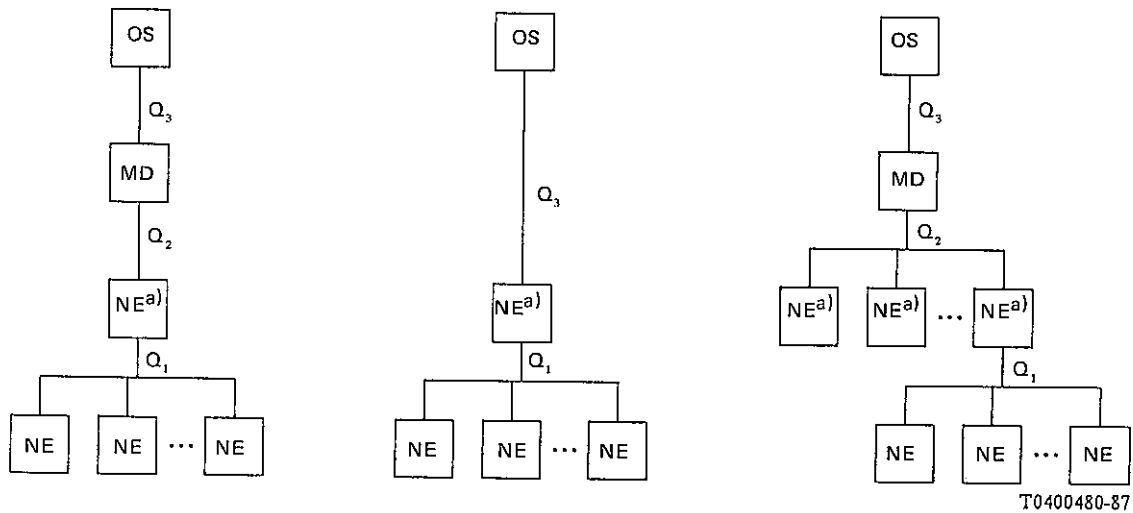 OS
Q₃
MD
Q₂
NEᵃ⁾
Q₁
NE NE ... NE
OS
Q₃
NEᵃ⁾
Q₁
NE NE ... NE
OS
Q₃
MD
Q₂
NEᵃ⁾ NEᵃ⁾ ... NEᵃ⁾
Q₁
NE NE ... NE
T0400480-87